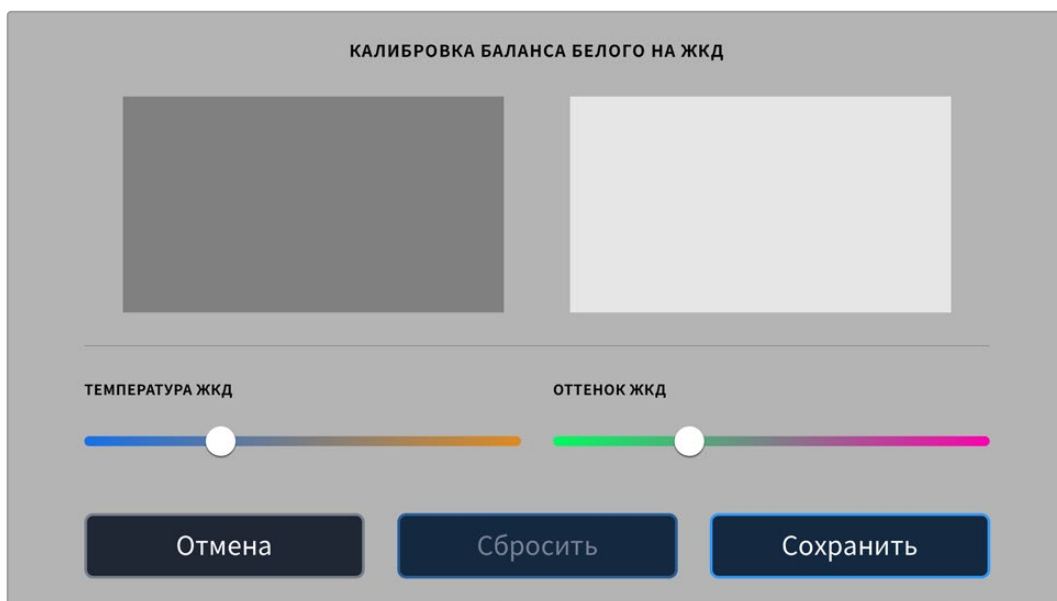 КАЛИБРОВКА БАЛАНСА БЕЛОГО НА ЖКД
ТЕМПЕРАТУРА ЖКД
ОТТЕНОК ЖКД
Отмена
Сбросить
Сохранить